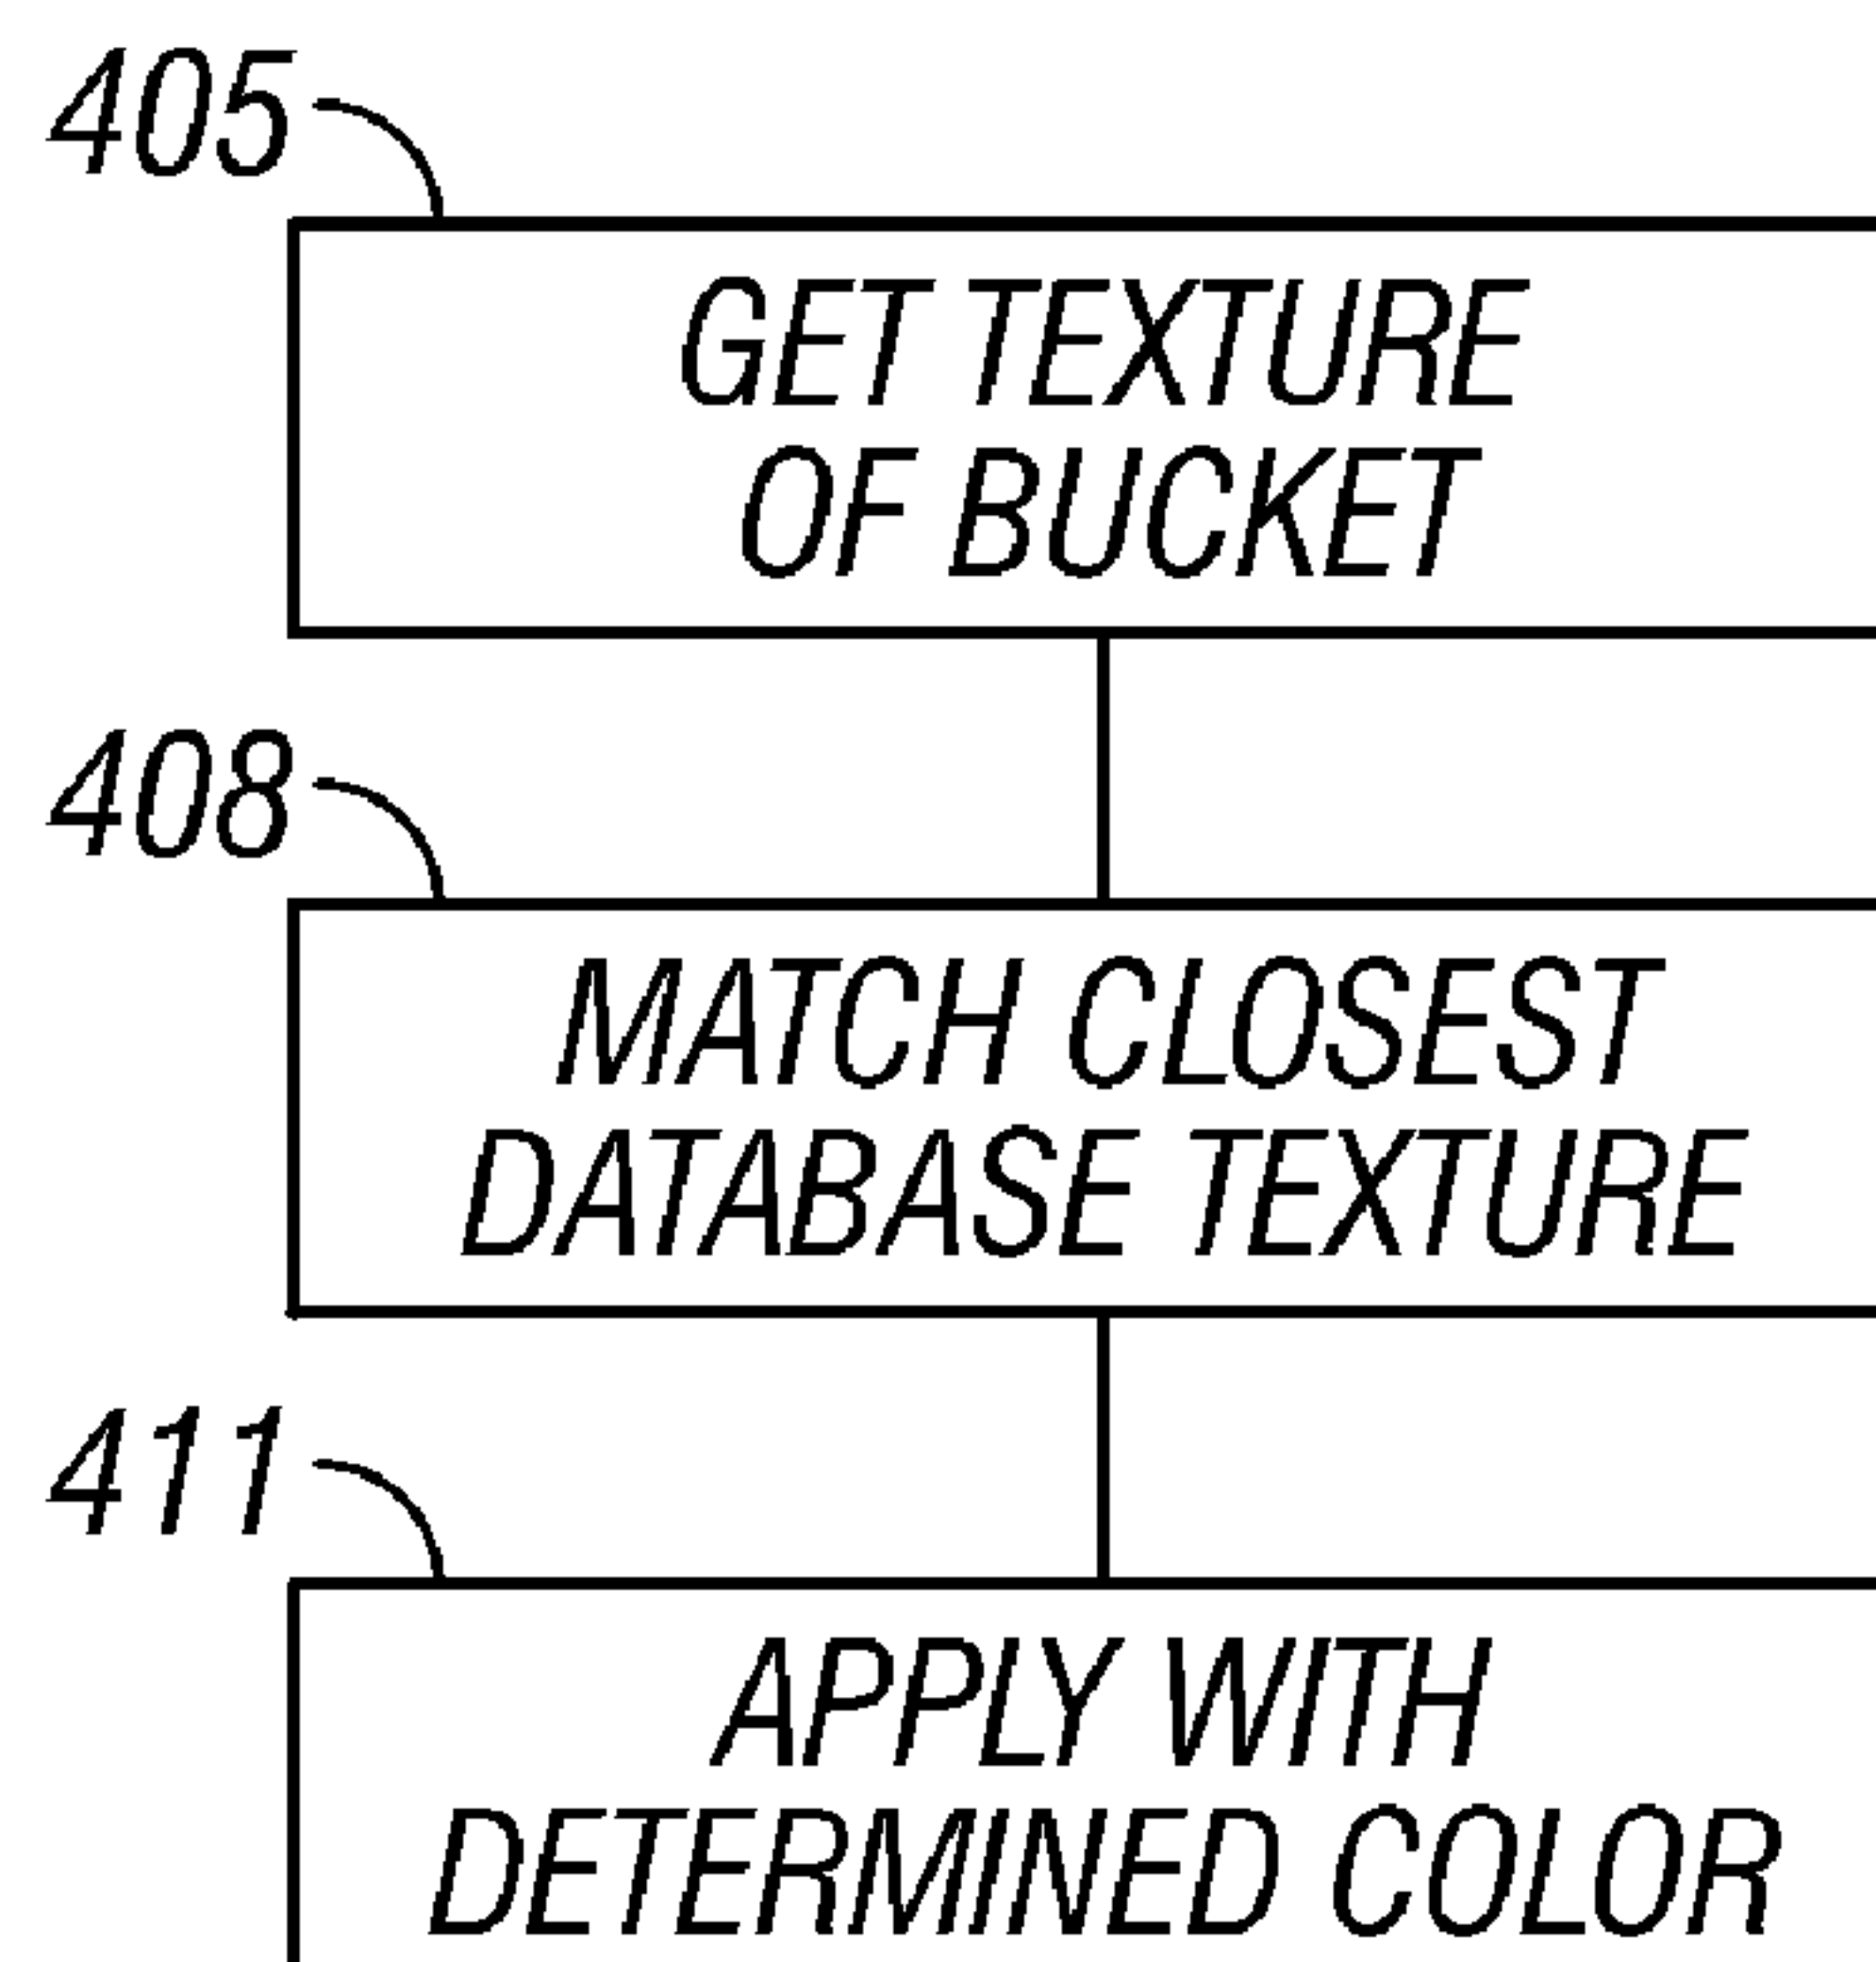 405
GET TEXTURE
OF BUCKET
408
MATCH CLOSEST
DATABASE TEXTURE
411
APPLY WITH
DETERMINED COLOR